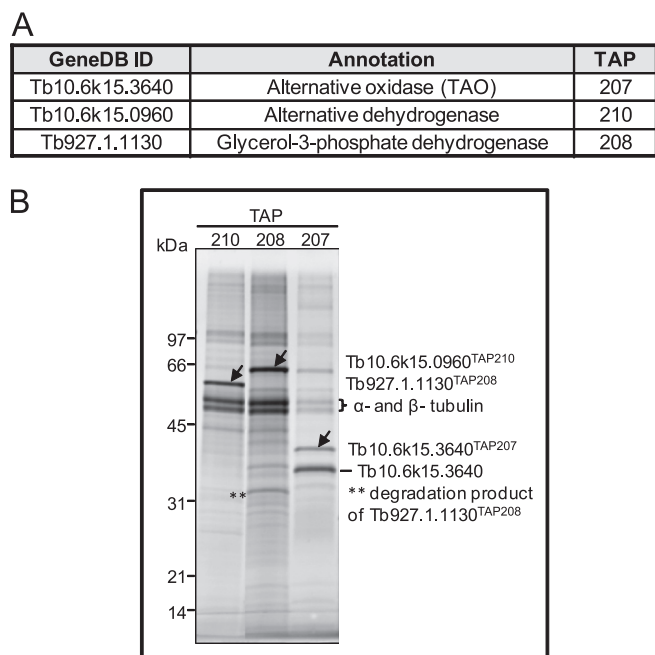 A
GeneDB ID Annotation TAP
Tb10.6k15.3640 Alternative oxidase (TAO) 207
Tb10.6k15.0960 Alternative dehydrogenase 210
Tb927.1.1130 Glycerol-3-phosphate dehydrogenase 208
B
TAP
kDa 210 208 207
97
66
45
31
21
14
Tb10.6k15.0960TAP210
Tb927.1.1130TAP208
} α- and β- tubulin
Tb10.6k15.3640TAP207
Tb10.6k15.3640
**
** degradation product
of Tb927.1.1130TAP208